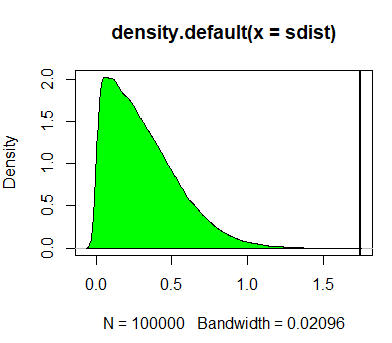 density.default(x = sdist)
Density
2.0
1.5
1.0
0.5
0.0
0.0 0.5 1.0 1.5
N = 100000 Bandwidth = 0.02096